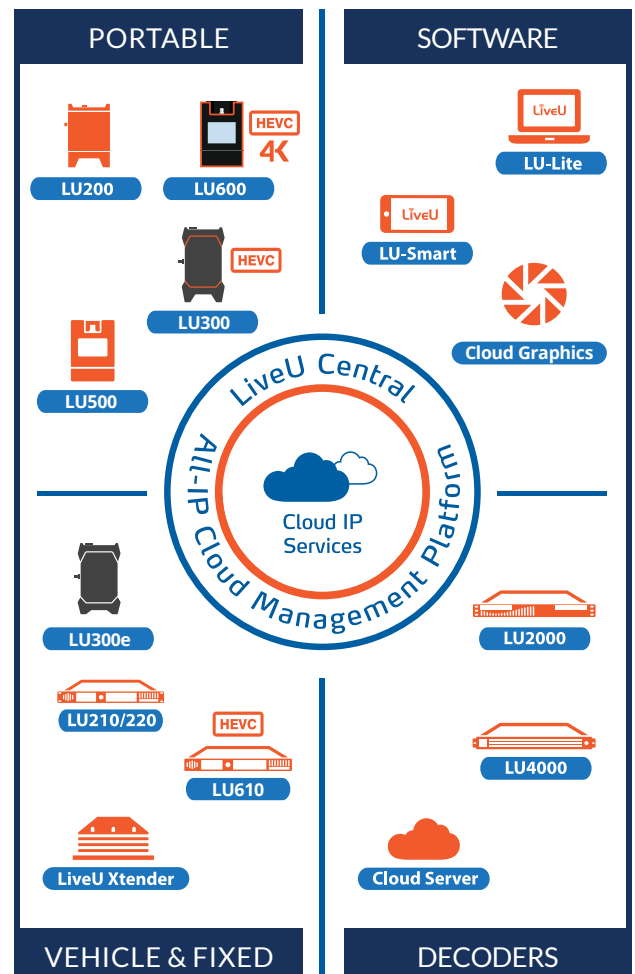 PORTABLE
HEVC
4K
LU200
LU600
HEVC
LU300
LU500
SOFTWARE
LiveU
LU-Lite
LiveU
LU-Smart
Cloud Graphics
LiveU Central
All-IP Cloud Management Platform
Cloud IP
Services
LU300e
LU210/220
HEVC
LU610
LiveU Xtender
VEHICLE & FIXED
LU2000
LU4000
Cloud Server
DECODERS